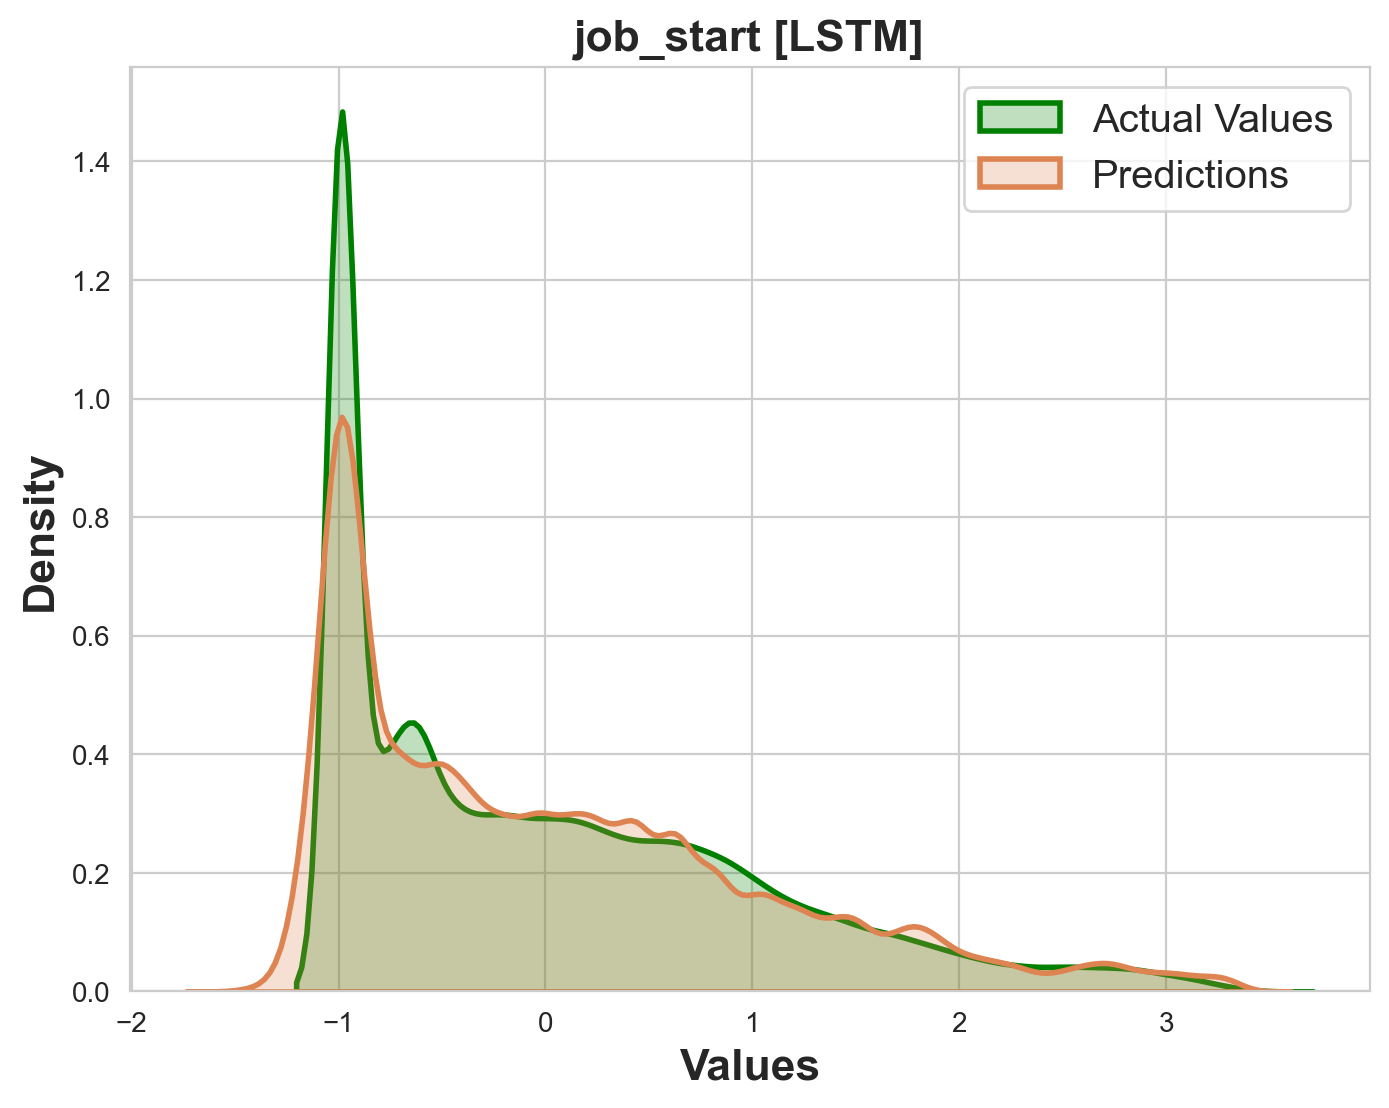 job_start [LSTM]
Actual Values
Predictions
Density
1.4
1.2
1.0
0.8
0.6
0.4
0.2
0.0
−2 −1 0 1 2 3
Values